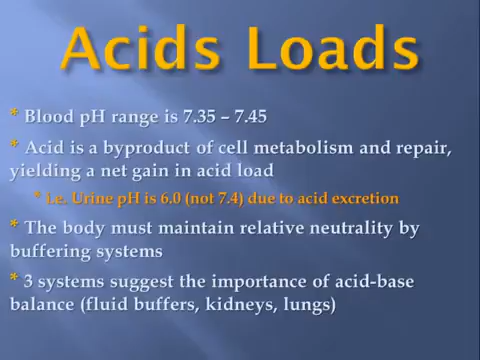 Acids Loads
* Blood pH range is 7.35 – 7.45
* Acid is a byproduct of cell metabolism and repair,
yielding a net gain in acid load
* i.e. Urine pH is 6.0 (not 7.4) due to acid excretion
* The body must maintain relative neutrality by
buffering systems
* 3 systems suggest the importance of acid-base
balance (fluid buffers, kidneys, lungs)